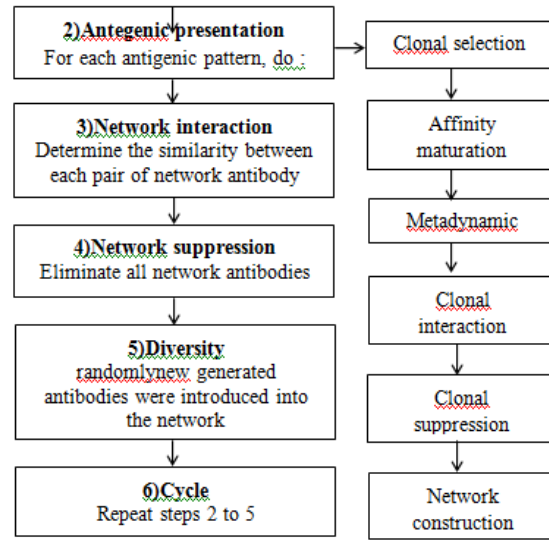 2)Antegenic presentation
For each antigenic pattern, do :
3)Network interaction
Determine the similarity between
each pair of network antibody
4)Network suppression
Eliminate all network antibodies
5)Diversity
randomlynew generated
antibodies were introduced into
the network
6)Cycle
Repeat steps 2 to 5
Clonal selection
Affinity
maturation
Metadynamic
Clonal
interaction
Clonal
suppression
Network
construction